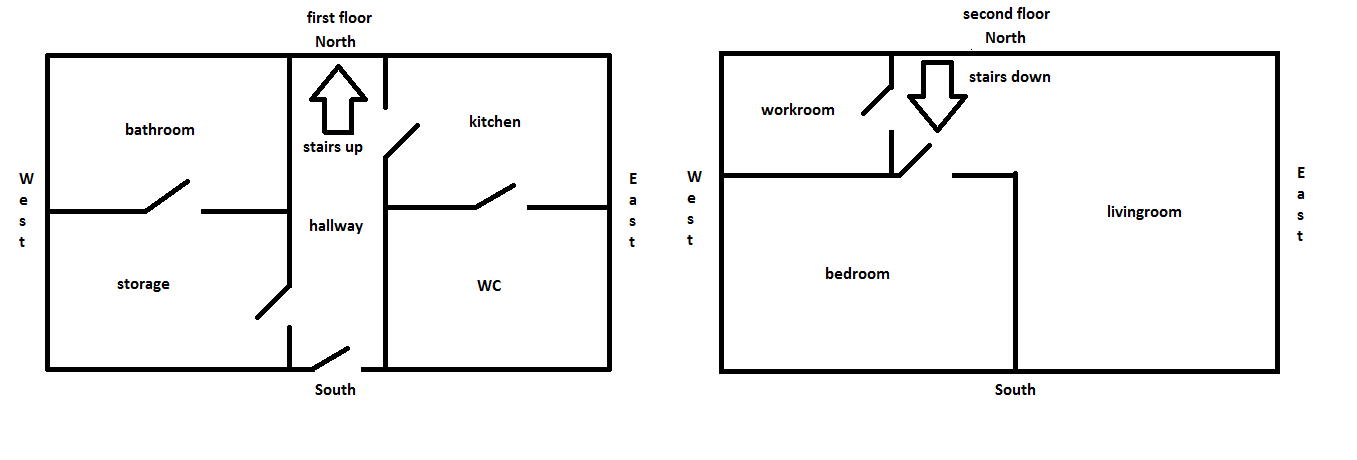 first floor
North
bathroom
kitchen
stairs up
West
East
hallway
storage
WC
South
second floor
North
stairs down
workroom
West
East
livingroom
bedroom
South